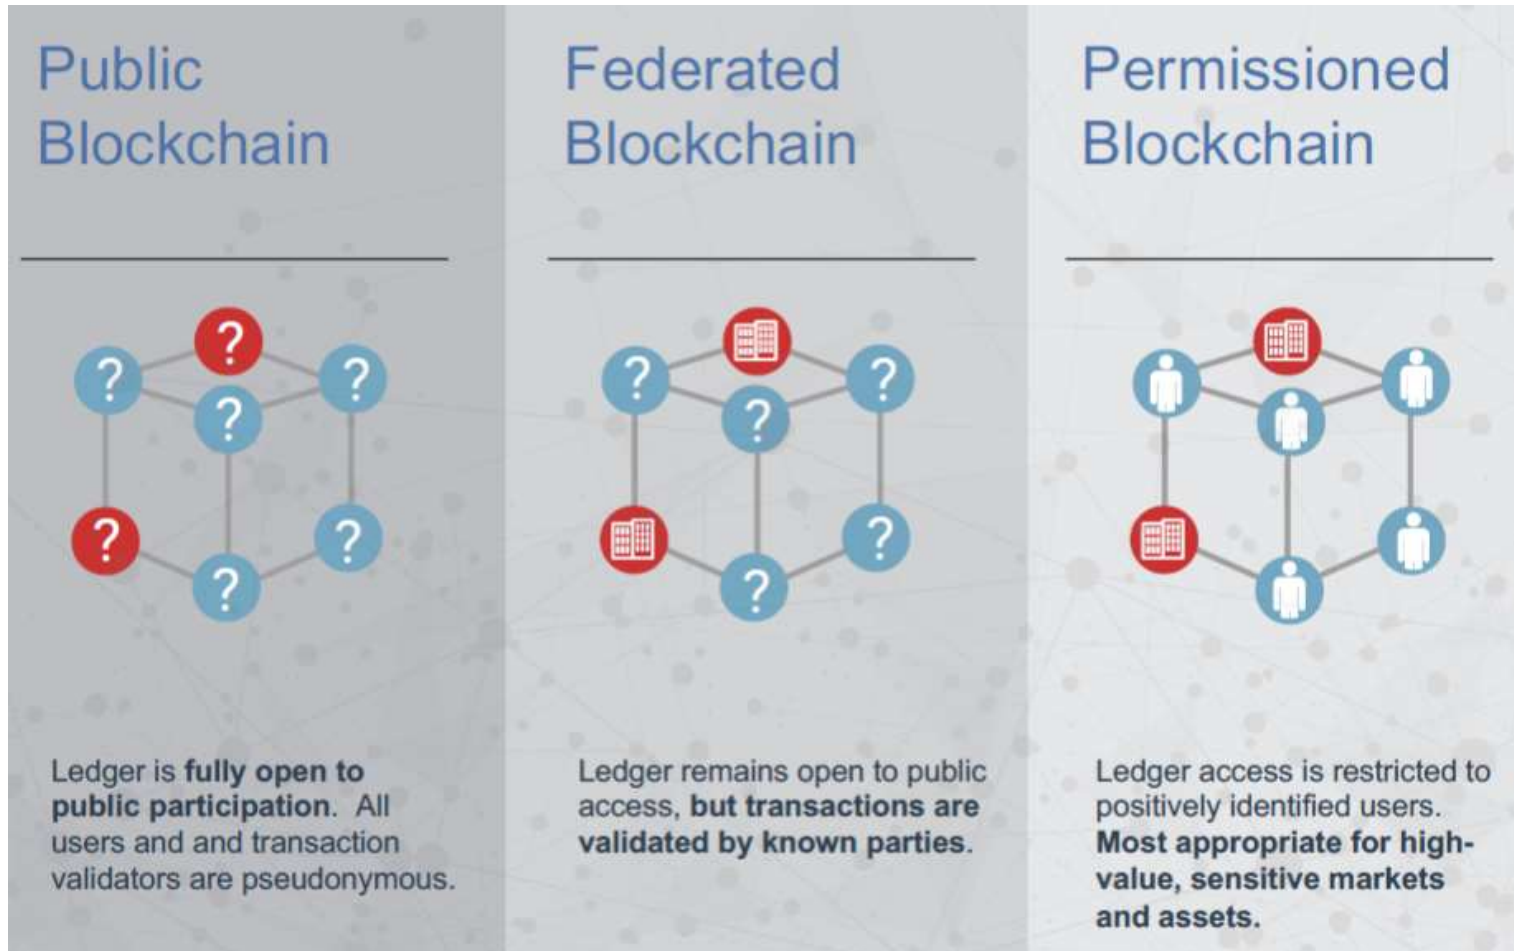 Public
Blockchain
?
?
?
?
?
?
?
Ledger is fully open to
public participation. All
users and and transaction
validators are pseudonymous.
Federated
Blockchain
?
?
?
?
?
Ledger remains open to public
access, but transactions are
validated by known parties.
Permissioned
Blockchain
Ledger access is restricted to
positively identified users.
Most appropriate for high-
value, sensitive markets
and assets.